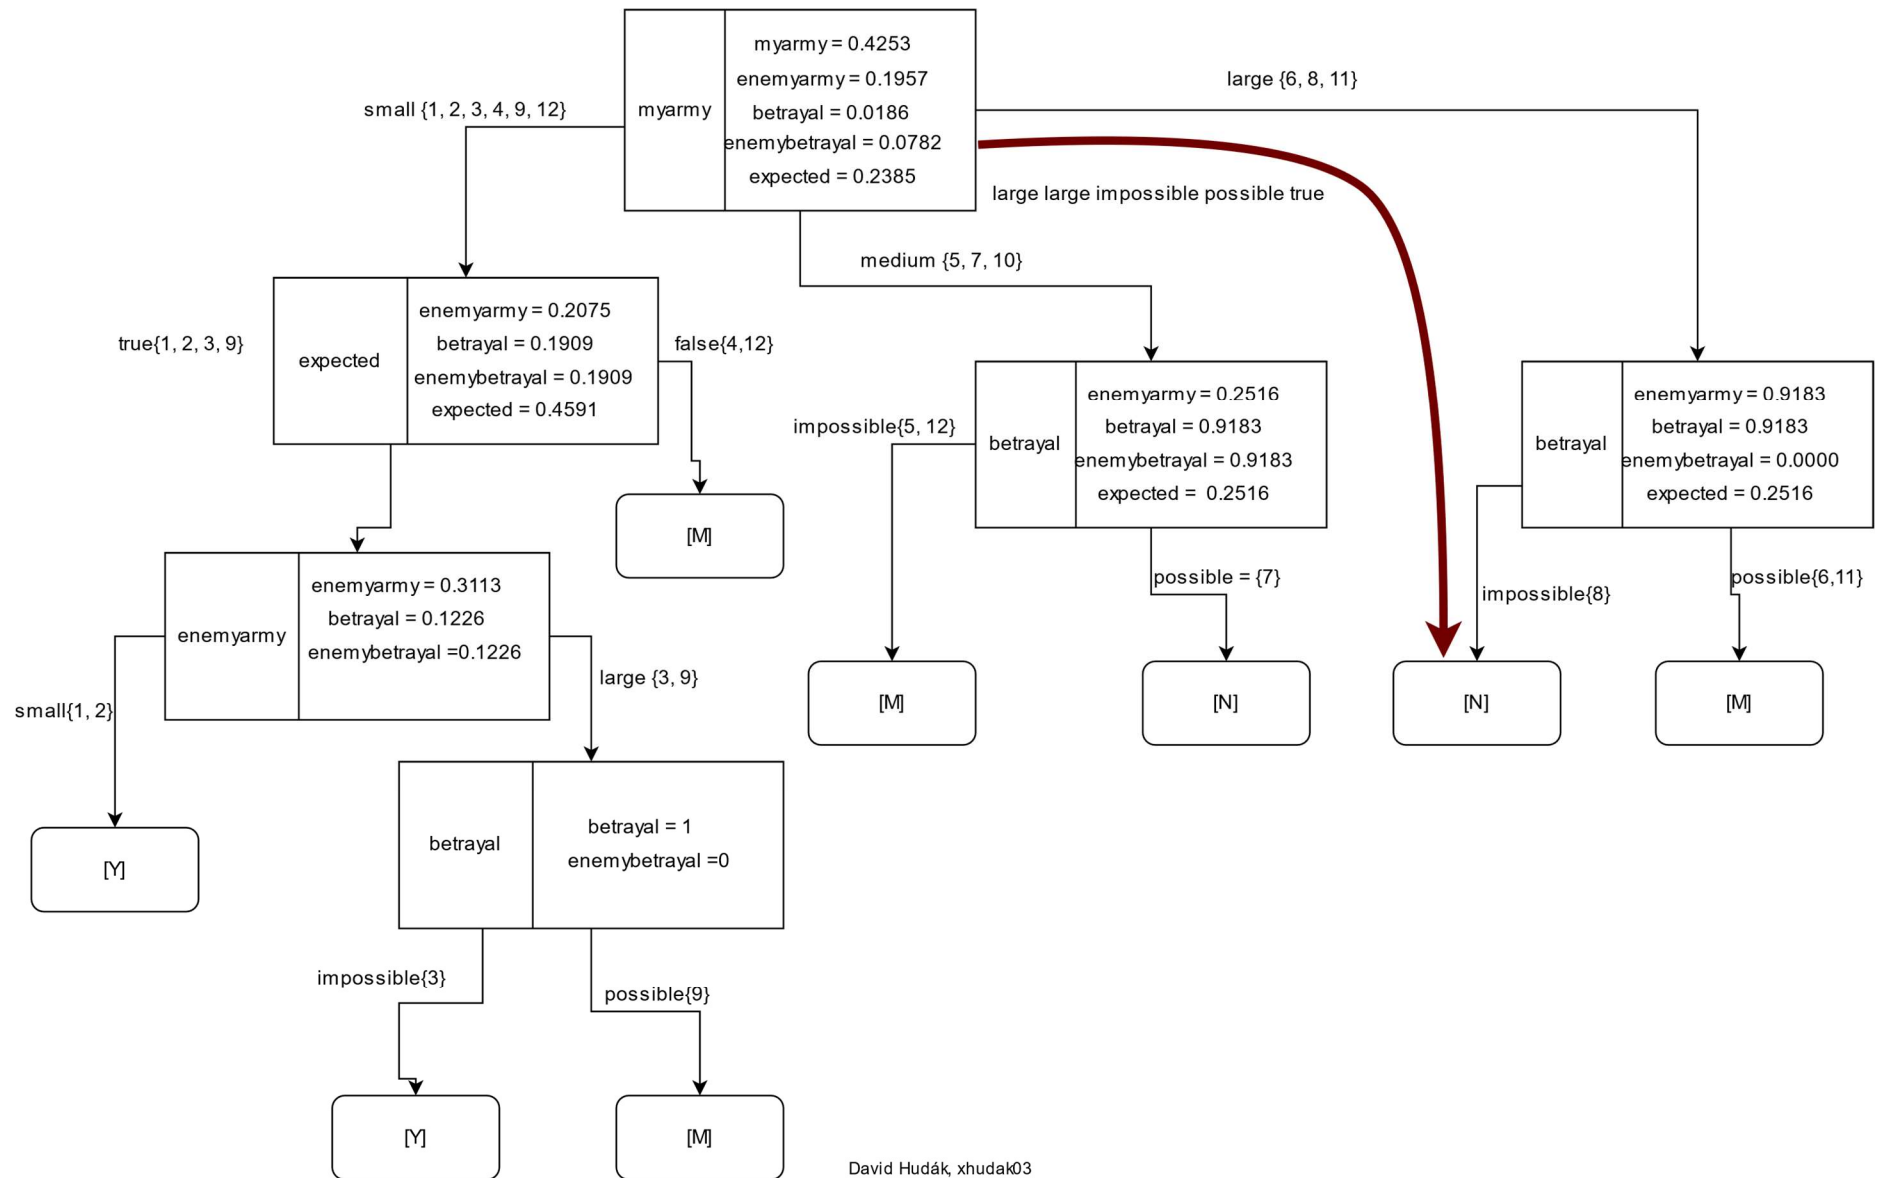 myarmy = 0.4253
enemyarmy = 0.1957
betrayal = 0.0186
enemybetrayal = 0.0782
expected = 0.2385
myarmy
large {6, 8, 11}
small {1, 2, 3, 4, 9, 12}
large large impossible possible true
medium {5, 7, 10}
true{1, 2, 3, 9}
expected
enemyarmy = 0.2075
betrayal = 0.1909
enemybetrayal = 0.1909
expected = 0.4591
false{4,12}
[M]
impossible{5, 12}
betrayal
enemyarmy = 0.2516
betrayal = 0.9183
enemybetrayal = 0.9183
expected = 0.2516
betrayal
enemyarmy = 0.9183
betrayal = 0.9183
enemybetrayal = 0.0000
expected = 0.2516
possible = {7}
impossible{8}
possible{6,11}
enemyarmy
enemyarmy = 0.3113
betrayal = 0.1226
enemybetrayal =0.1226
small{1, 2}
large {3, 9}
[M]
[N]
[N]
[M]
[Y]
betrayal
betrayal = 1
enemybetrayal =0
impossible{3}
possible{9}
[Y]
[M]
David Hudák, xhudak03